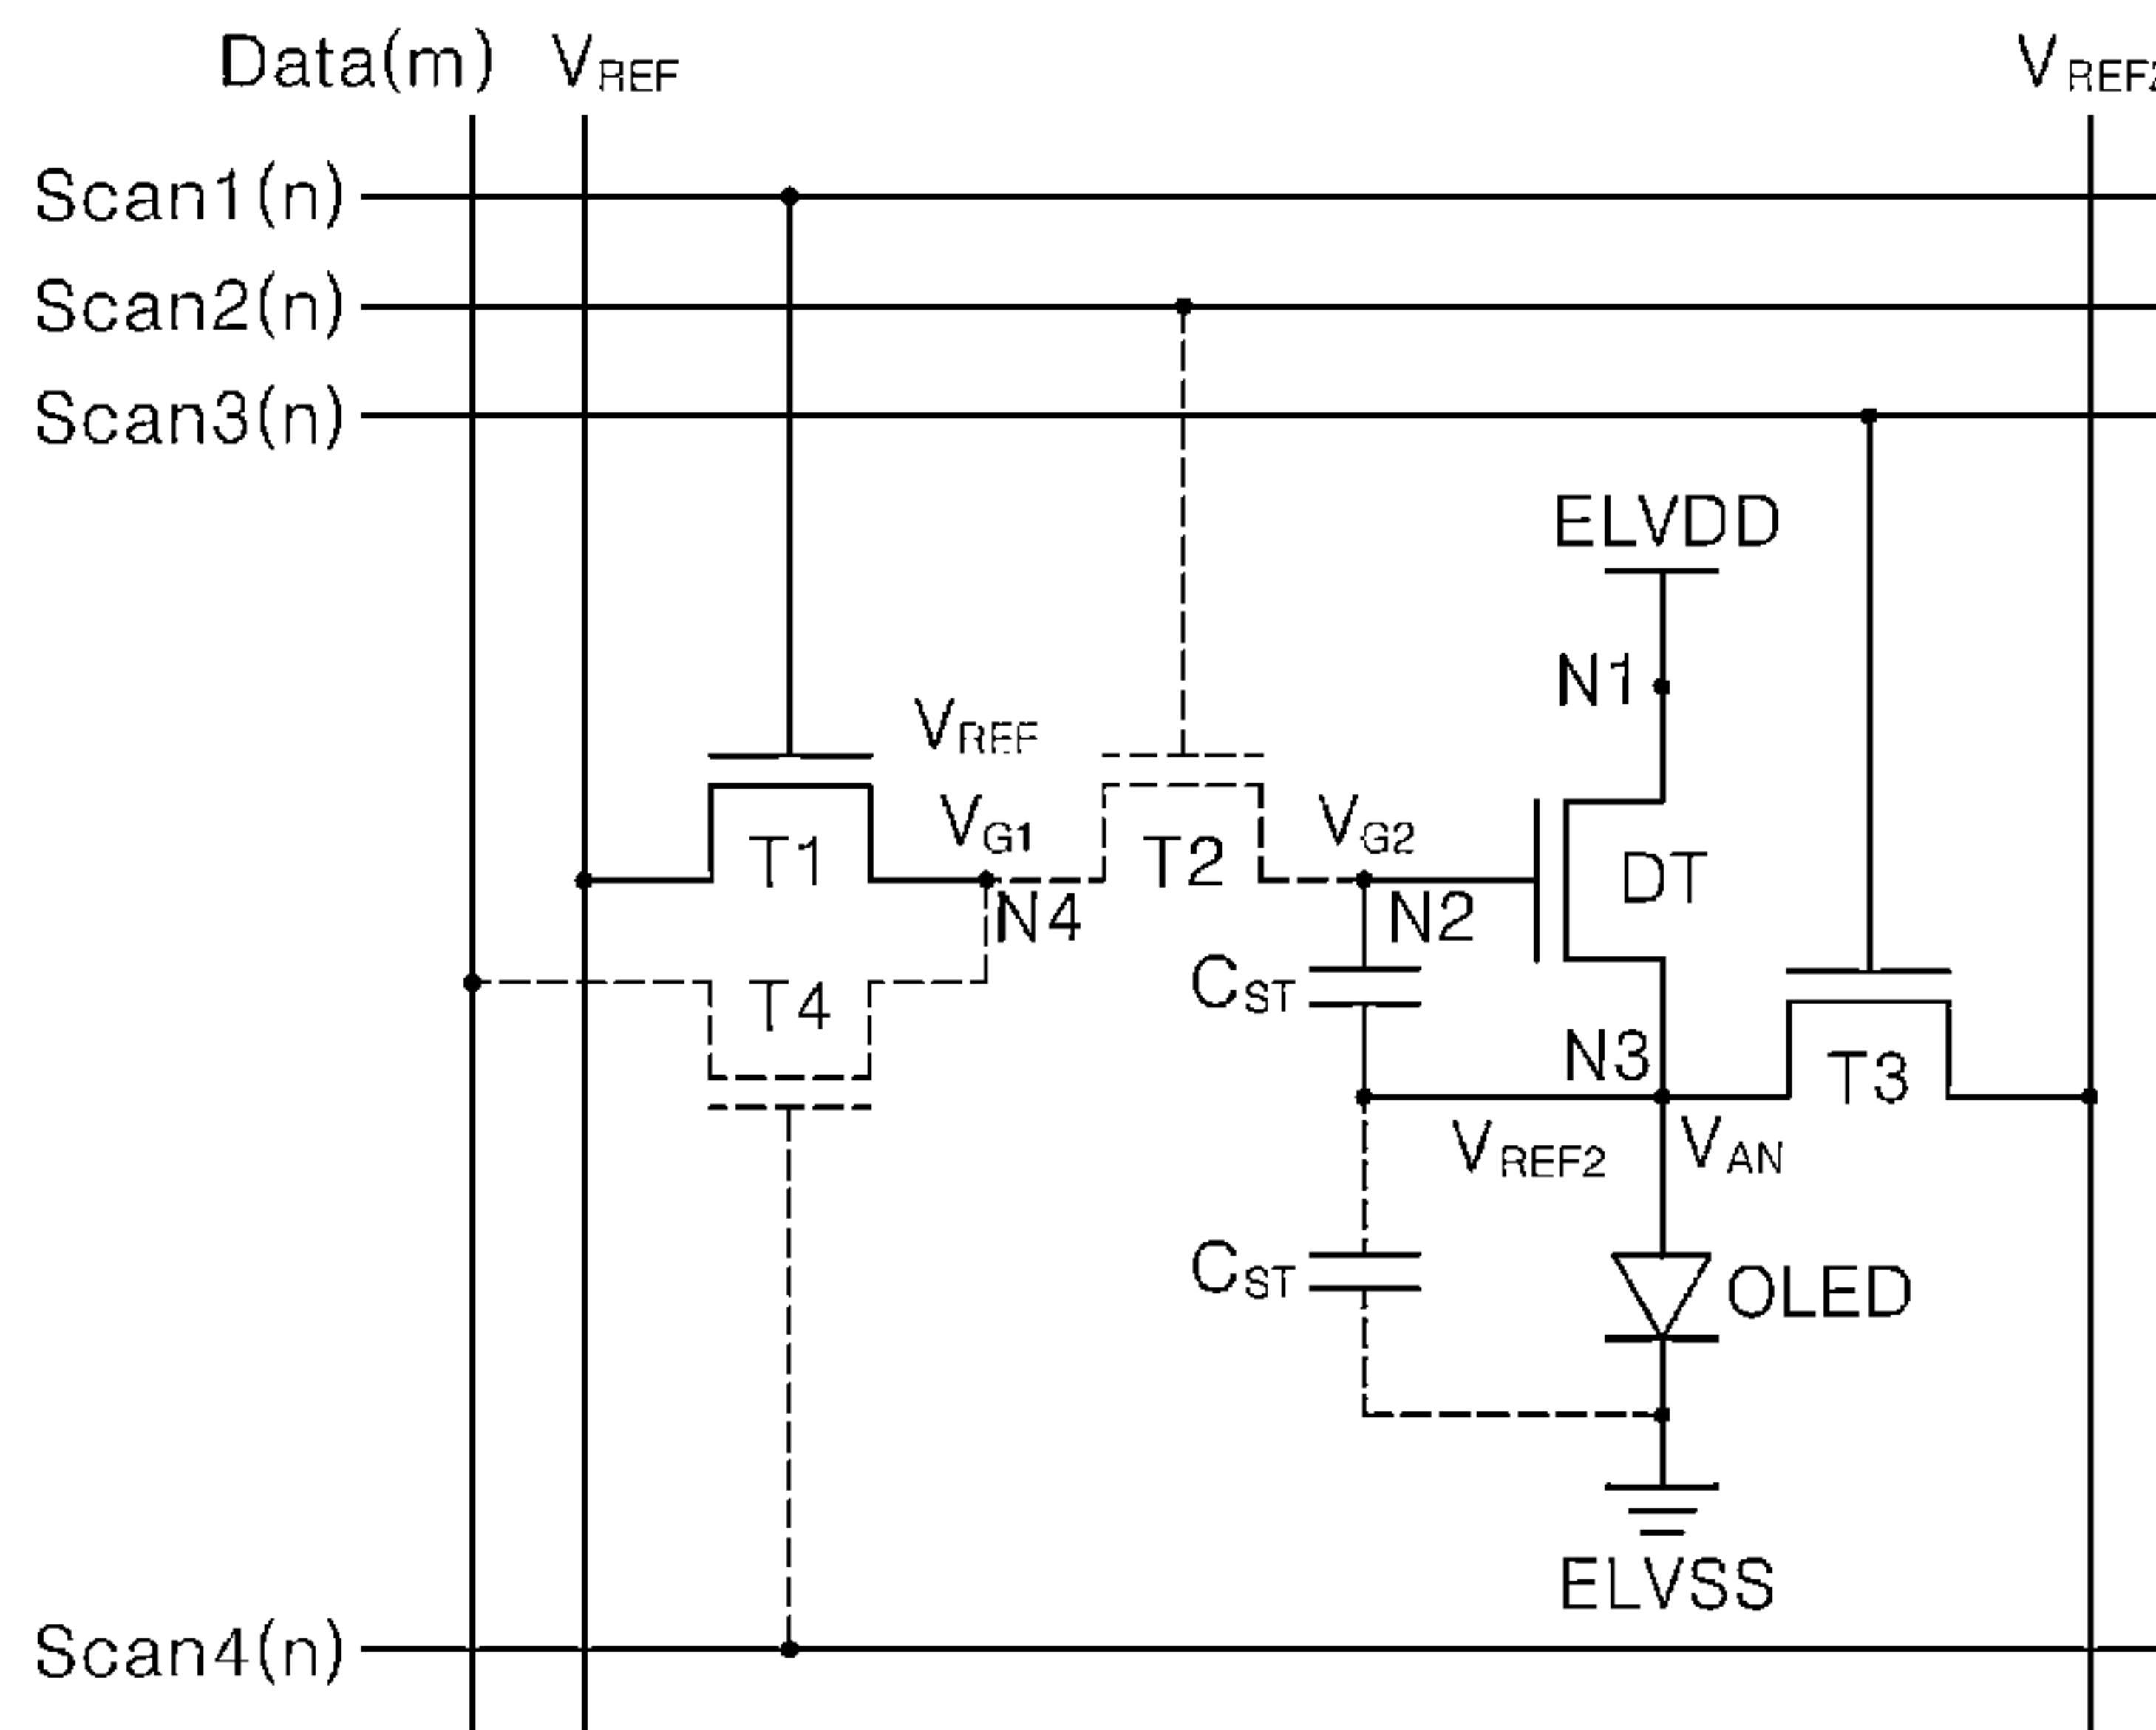 Data(m) VREF VREF2
Scan1(n)
Scan2(n)
Scan3(n)
ELVDD
N1
VREF
VG1 VG2
T1 T2 DT
N4 N2
CST
T4
N3
T3
VREF2 VAN
CST OLED
ELVSS
Scan4(n)